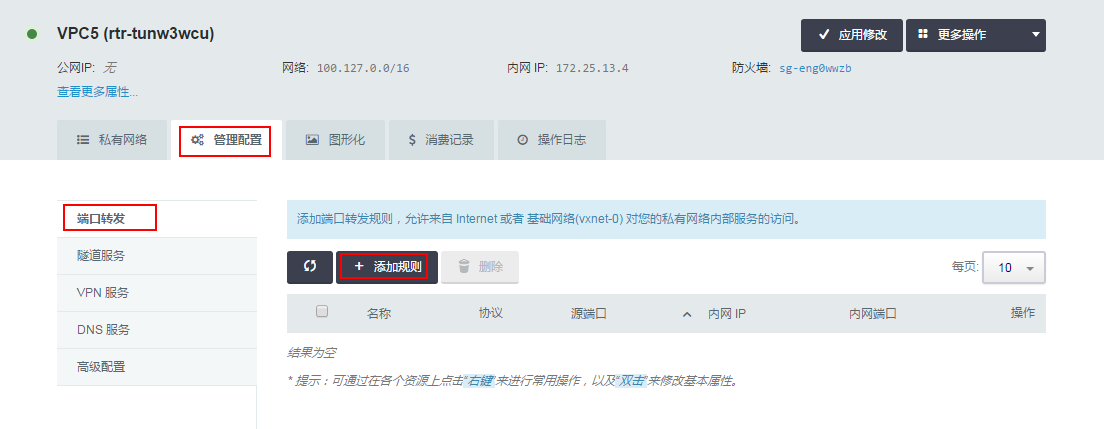 VPC5 (rtr-tunw3wcu)
应用修改 更多操作
公网IP: 无 网络: 100.127.0.0/16 内网 IP: 172.25.13.4 防火墙: sg-eng0wwzb
查看更多属性...
私有网络 管理配置 图形化 $ 消费记录 操作日志
端口转发
添加端口转发规则，允许来自 Internet 或者 基础网络(vxnet-0) 对您的私有网络内部服务的访问。
隧道服务
+ 添加规则 删除 每页: 10
VPN 服务
名称 协议 源端口 内网 IP 内网端口 操作
DNS 服务
结果为空
高级配置
* 提示：可通过在各个资源上点击"右键"来进行常用操作，以及"双击"来修改基本属性。